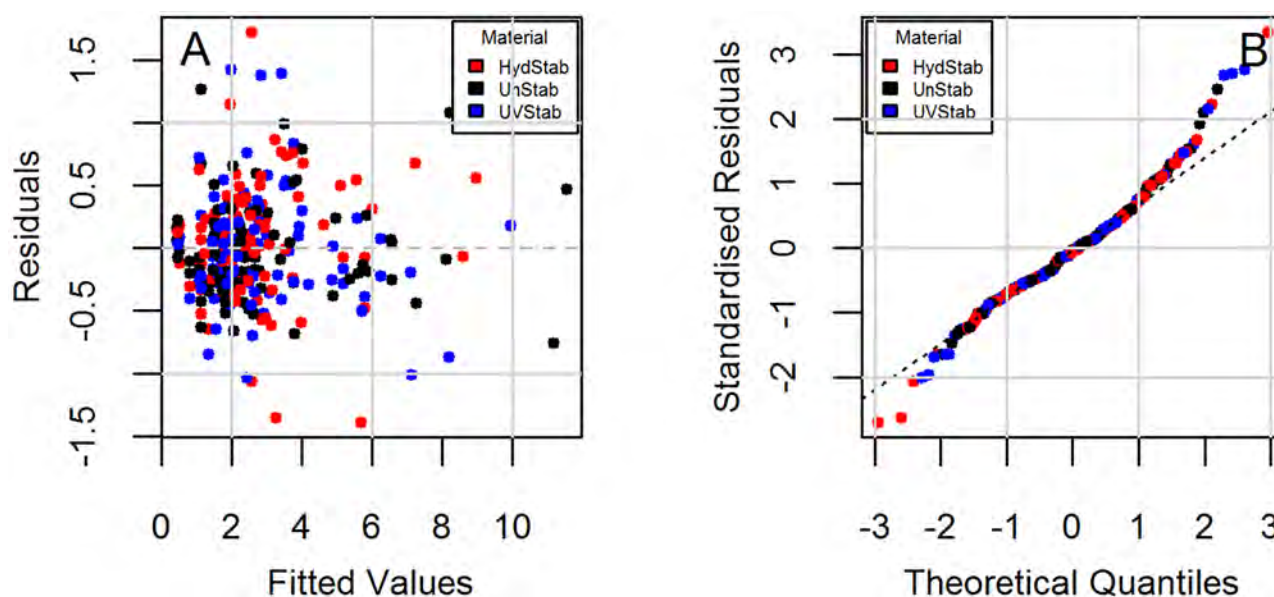 A
Material
HydStab
UnStab
UVStab
1.5
0.5
-0.5
-1.5
Residuals
0 2 4 6 8 10
Fitted Values
B
Material
HydStab
UnStab
UVStab
3
2
1
0
-1
-2
Standardised Residuals
-3 -2 -1 0 1 2 3
Theoretical Quantiles